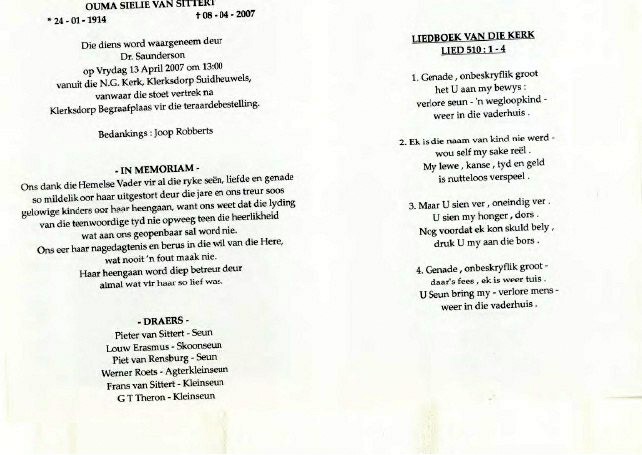 OUMA SIELIE VAN SITTERT
* 24 - 01 - 1914 † 08 - 04 - 2007
Die diens word waargeneem deur
Dr. Saunderson
op Vrydag 13 April 2007 om 13:00
vanuit die N.G. Kerk, Klerksdorp Suidheuwels,
vanwaar die stoet vertrek na
Klerksdorp Begraafplaas vir die teraardebestelling.
Bedankings : Joop Robberts
- IN MEMORIAM -
Ons dank die Hemelse Vader vir al die ryke seën, liefde en genade
so mildelik oor haar uitgestort deur die jare en ons treur soos
gelowige kinders oor haar heengaan, want ons weet dat die lyding
van die teenwoordige tyd nie opweeg teen die heerlikheid
wat aan ons geopenbaar sal word nie.
Ons eer haar nagedagtenis en berus in die wil van die Here,
wat nooit 'n fout maak nie.
Haar heengaan word diep betreur deur
almal wat vir haar so lief was.
- DRAERS -
Pieter van Sittert - Seun
Louw Erasmus - Skoonseun
Piet van Rensburg - Seun
Werner Roets - Agterkleinseun
Frans van Sittert - Kleinseun
G T Theron - Kleinseun
LIEDBOEK VAN DIE KERK
LIED 510 : 1 - 4
1. Genade , onbeskryflik groot
het U aan my bewys :
verlore seun - 'n wegloopkind -
weer in die vaderhuis .
2. Ek is die naam van kind nie werd -
wou self my sake reël .
My lewe , kanse , tyd en geld
is nutteloos verspeel .
3. Maar U sien ver , oneindig ver .
U sien my honger , dors .
Nog voordat ek kon skuld bely ,
druk U my aan die bors .
4. Genade , onbeskryflik groot -
daar's fees , ek is weer tuis .
U Seun bring my - verlore mens -
weer in die vaderhuis .